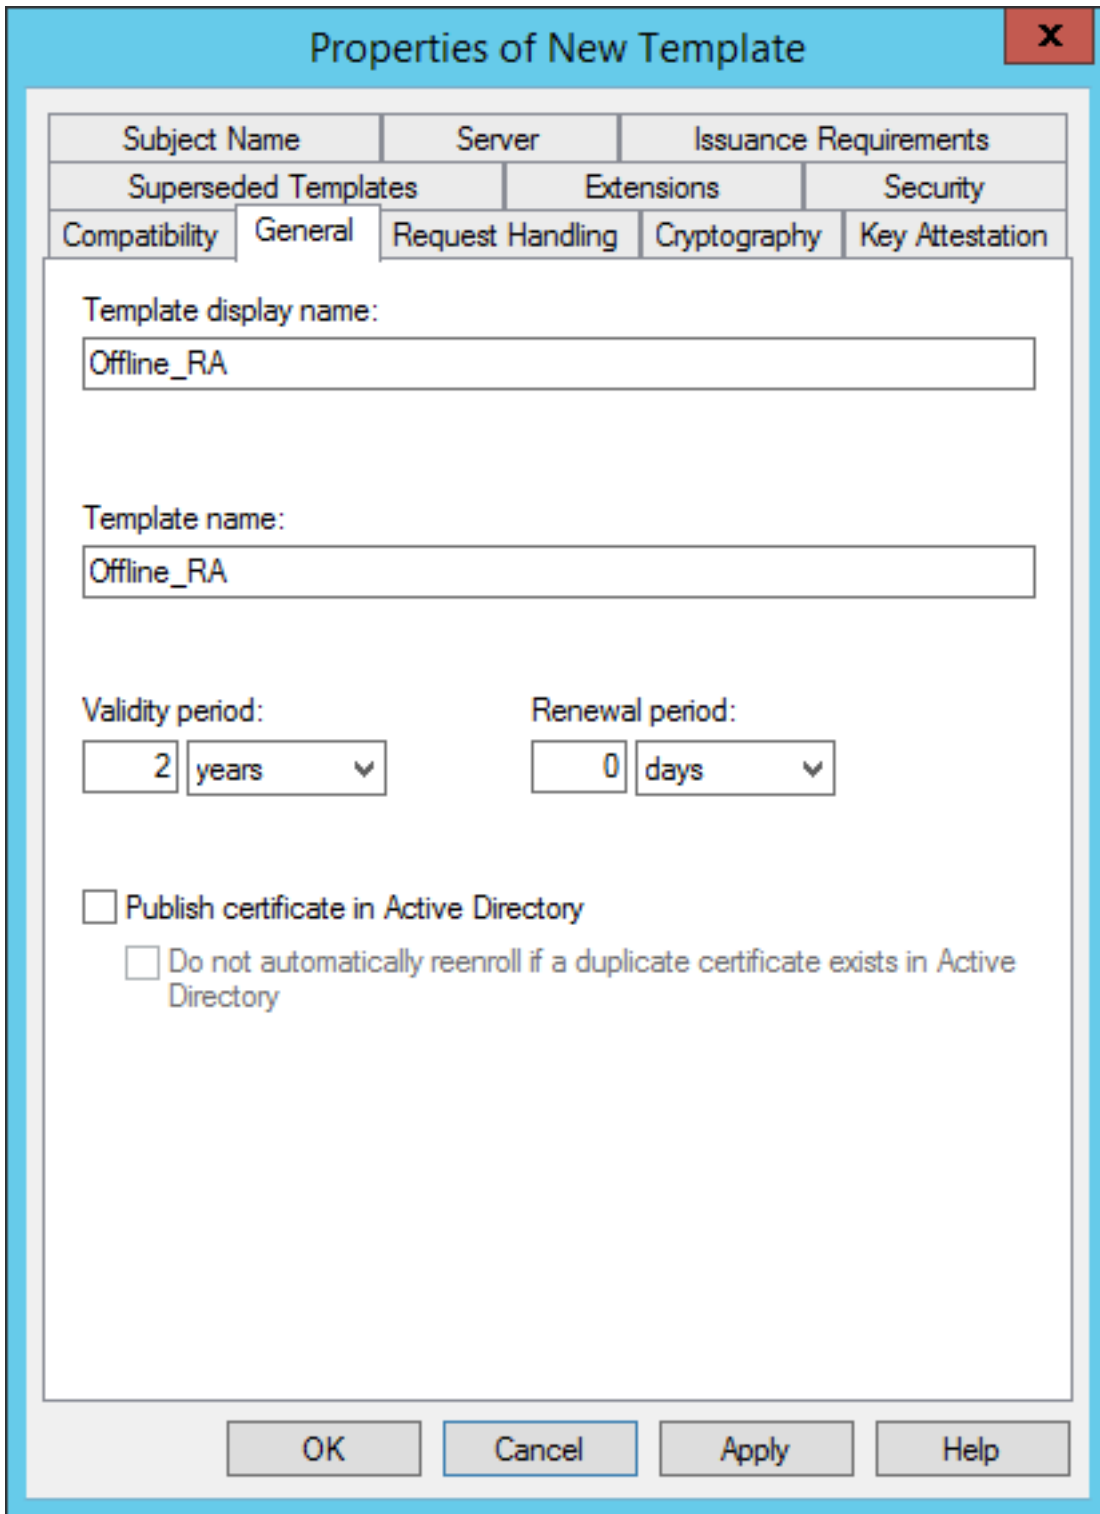 Properties of New Template
x
Subject Name Server Issuance Requirements
Superseded Templates Extensions Security
Compatibility General Request Handling Cryptography Key Attestation
Template display name:
Offline_RA
Template name:
Offline_RA
Validity period: Renewal period:
2 years 0 days
Publish certificate in Active Directory
Do not automatically reenroll if a duplicate certificate exists in Active
Directory
OK Cancel Apply Help